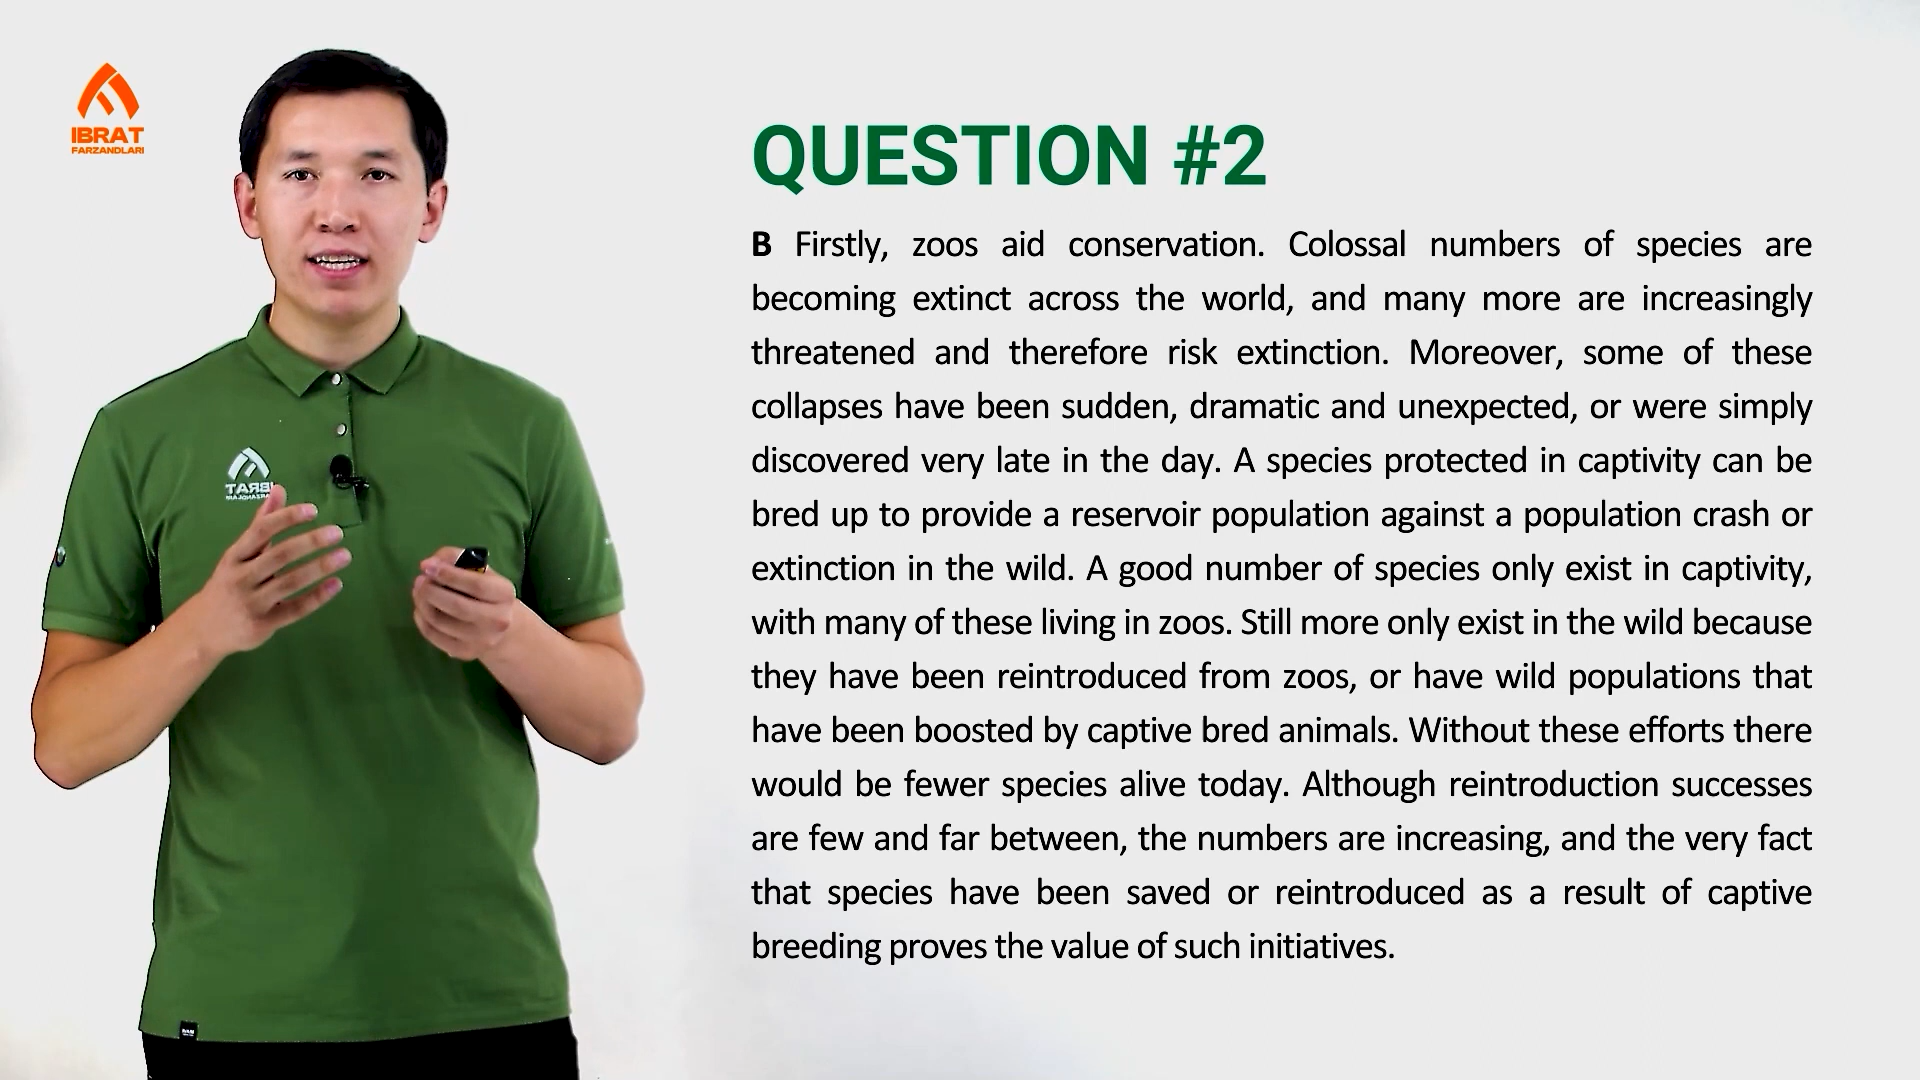 IBRAT
FARZANDLARI
QUESTION #2
B Firstly, zoos aid conservation. Colossal numbers of species are
becoming extinct across the world, and many more are increasingly
threatened and therefore risk extinction. Moreover, some of these
collapses have been sudden, dramatic and unexpected, or were simply
discovered very late in the day. A species protected in captivity can be
bred up to provide a reservoir population against a population crash or
extinction in the wild. A good number of species only exist in captivity,
with many of these living in zoos. Still more only exist in the wild because
they have been reintroduced from zoos, or have wild populations that
have been boosted by captive bred animals. Without these efforts there
would be fewer species alive today. Although reintroduction successes
are few and far between, the numbers are increasing, and the very fact
that species have been saved or reintroduced as a result of captive
breeding proves the value of such initiatives.
IBRAT